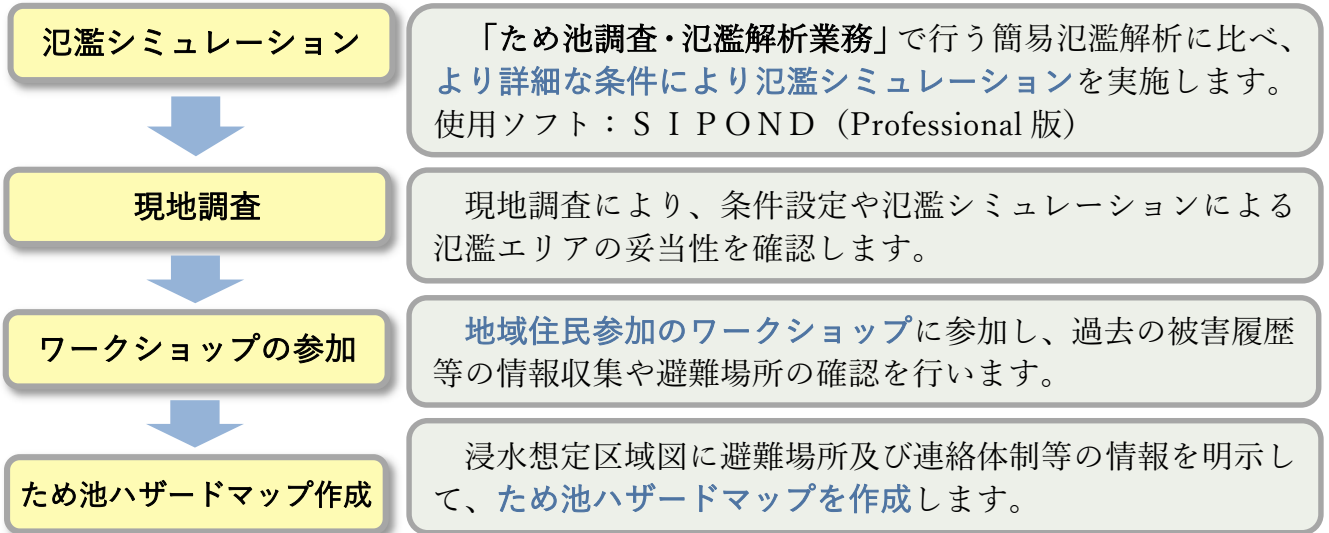 氾濫シミュレーション
「ため池調査・氾濫解析業務」で行う簡易氾濫解析に比べ、
より詳細な条件により氾濫シミュレーションを実施します。
使用ソフト：ＳＩＰＯＮＤ（Professional 版）
現地調査
現地調査により、条件設定や氾濫シミュレーションによる
氾濫エリアの妥当性を確認します。
ワークショップの参加
地域住民参加のワークショップに参加し、過去の被害履歴
等の情報収集や避難場所の確認を行います。
ため池ハザードマップ作成
浸水想定区域図に避難場所及び連絡体制等の情報を明示し
て、ため池ハザードマップを作成します。